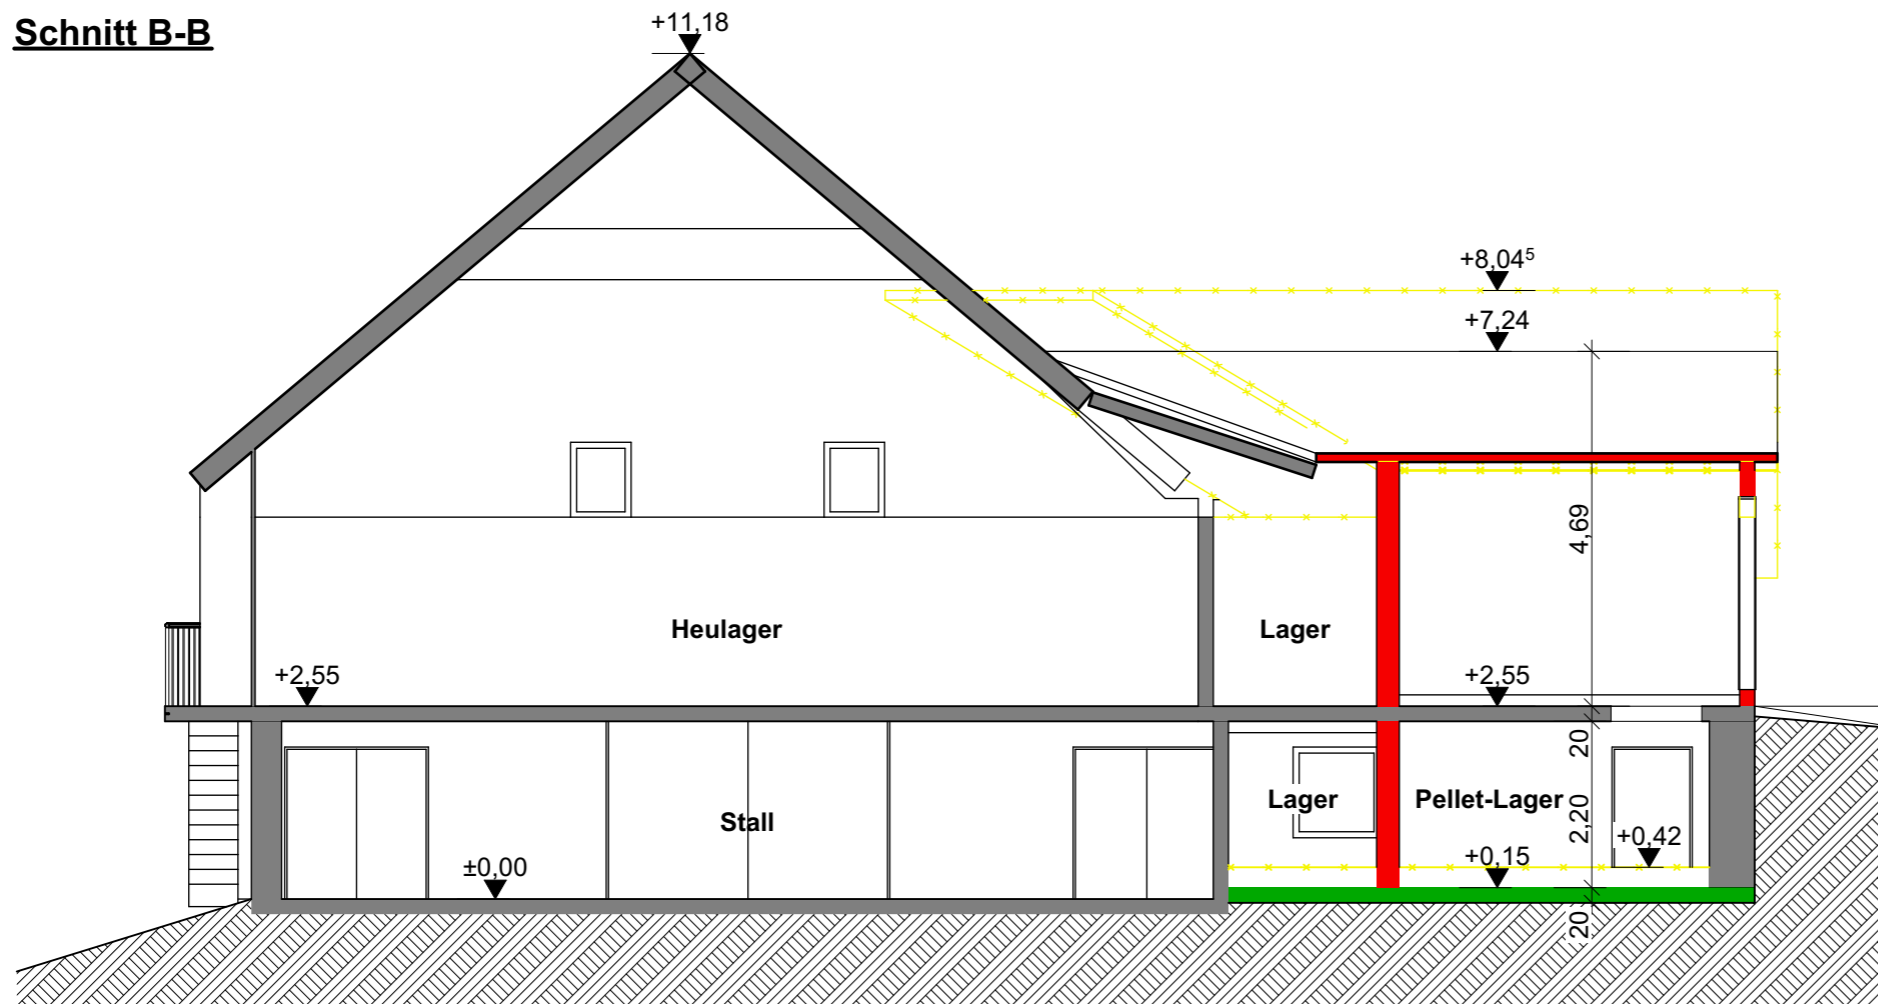 Schnitt B-B
+11,18
+8,04⁵
+7,24
4,69
Heulager
Lager
+2,55
+2,55
20
Stall
Lager
Pellet-Lager
2,20
+0,42
±0,00
+0,15
20